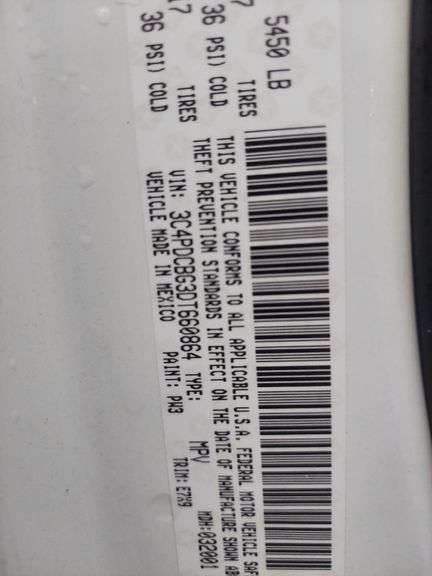 5450 LB
7 TIRES
36 PSI) COLD
17 TIRES
36 PSI) COLD
THIS VEHICLE CONFORMS TO ALL APPLICABLE U.S.A. FEDERAL MOTOR VEHICLE SAF
THEFT PREVENTION STANDARDS IN EFFECT ON THE DATE OF MANUFACTURE SHOWN AB
VIN: 3C4PDCBG3DT660864 TYPE: MPV MDH:032001
VEHICLE MADE IN MEXICO PAINT: PW3 TRIM:E7X9